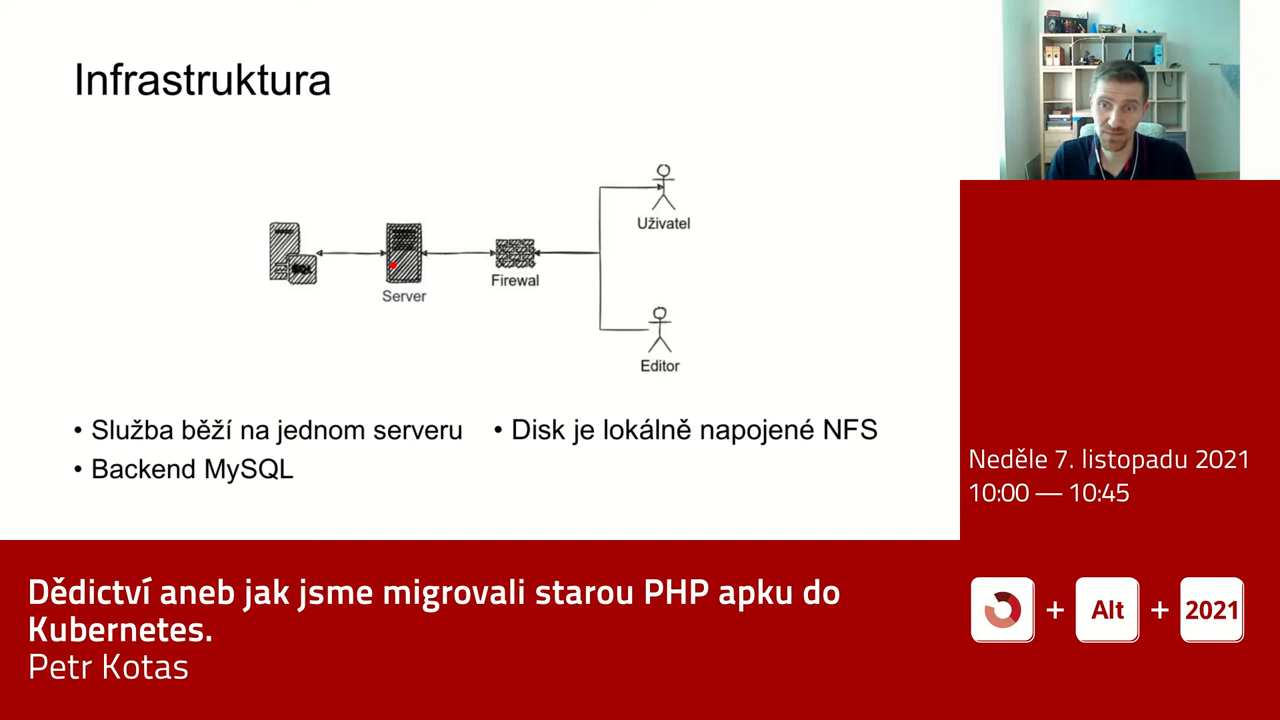 Infrastruktura
Uživatel
SQL
Server
Firewal
Editor
• Služba běží na jednom serveru
• Backend MySQL
• Disk je lokálně napojené NFS
Neděle 7. listopadu 2021
10:00 — 10:45
Dědictví aneb jak jsme migrovali starou PHP apku do
Kubernetes.
Petr Kotas
+ Alt + 2021